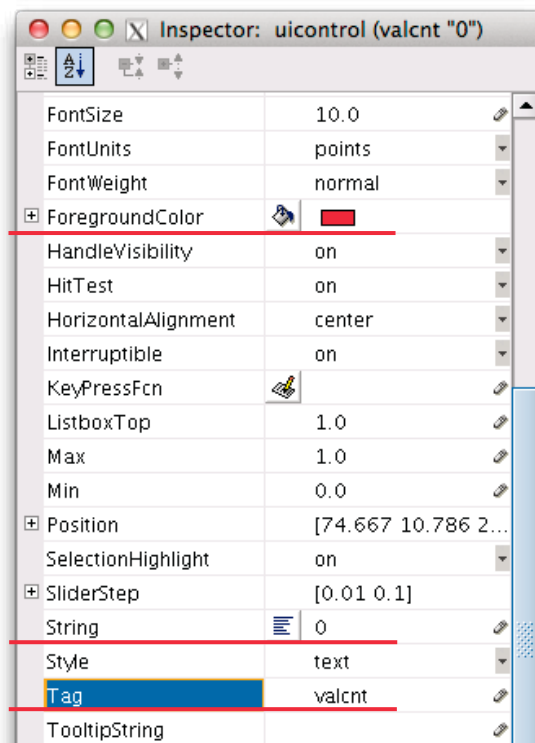 X Inspector: uicontrol (valcnt "0")
A Z
FontSize 10.0
FontUnits points
FontWeight normal
ForegroundColor
HandleVisibility on
HitTest on
HorizontalAlignment center
Interruptible on
KeyPressFcn
ListboxTop 1.0
Max 1.0
Min 0.0
Position [74.667 10.786 2...
SelectionHighlight on
SliderStep [0.01 0.1]
String 0
Style text
Tag valcnt
TooltipString